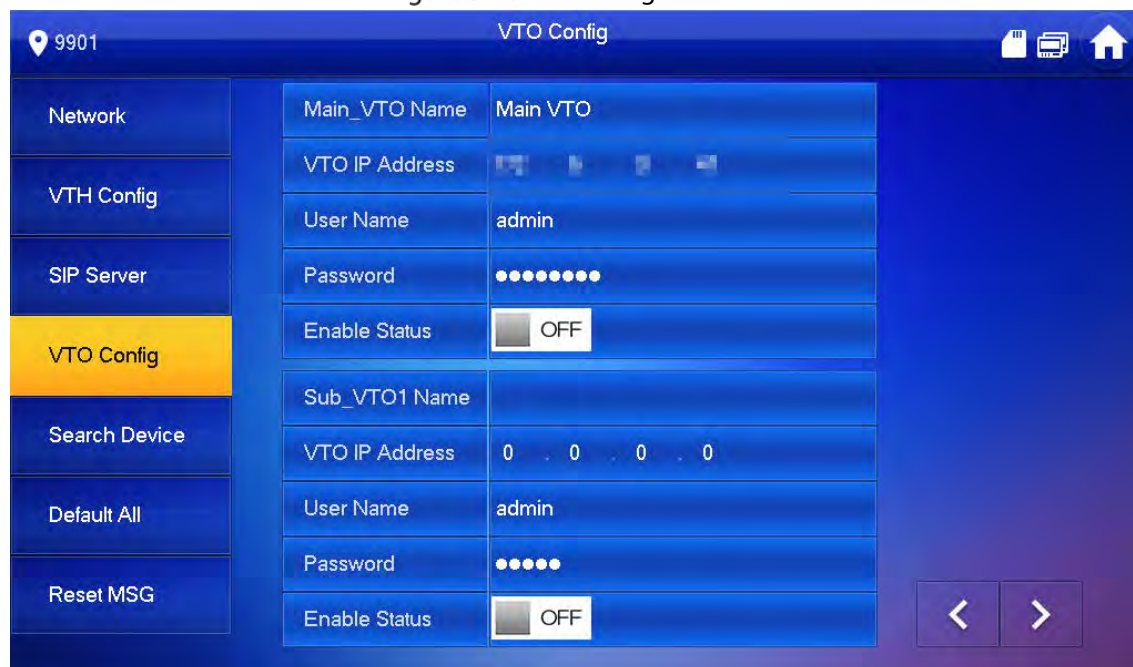 9901
VTO Config
Network
VTH Config
SIP Server
VTO Config
Search Device
Default All
Reset MSG
Main_VTO Name Main VTO
VTO IP Address
User Name admin
Password ●●●●●●●●
Enable Status OFF
Sub_VTO1 Name
VTO IP Address 0 . 0 . 0 . 0
User Name admin
Password ●●●●●
Enable Status OFF